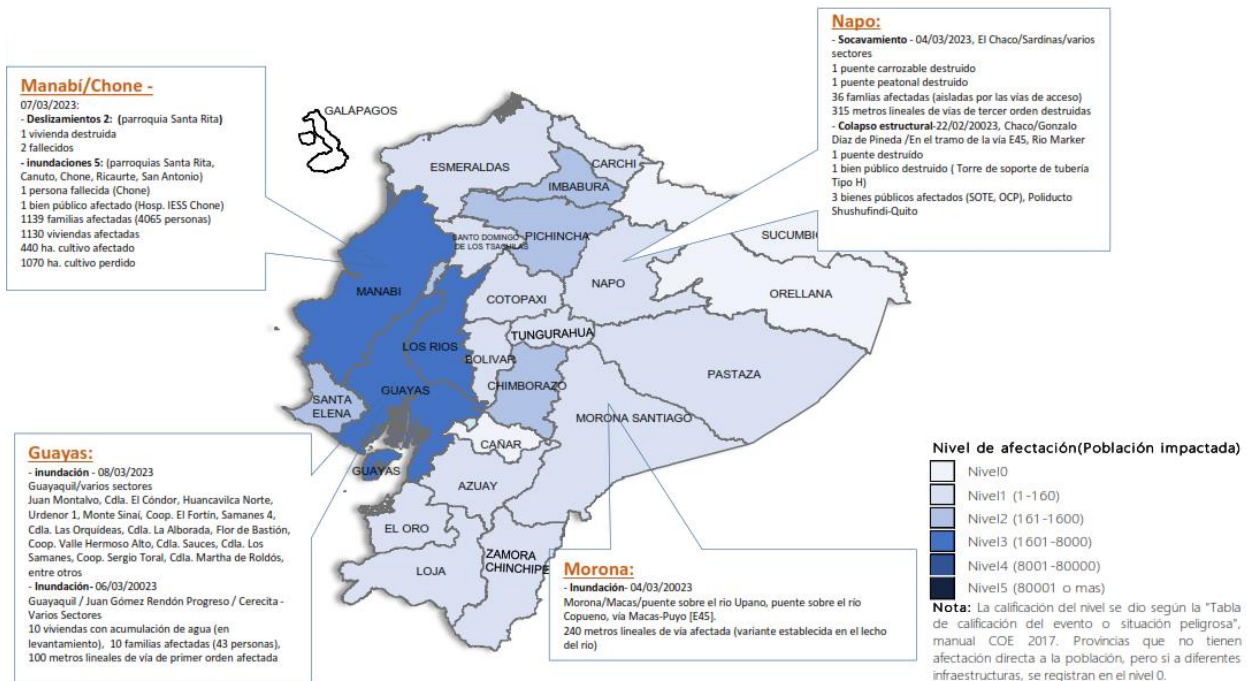 Manabí/Chone -
07/03/2023:
- Deslizamientos 2: (parroquia Santa Rita)
1 vivienda destruida
2 fallecidos
- inundaciones 5: (parroquias Santa Rita,
Canuto, Chone, Ricaurte, San Antonio)
1 persona fallecida (Chone)
1 bien público afectado (Hosp. IESS Chone)
1139 familias afectadas (4065 personas)
1130 viviendas afectadas
440 ha. cultivo afectado
1070 ha. cultivo perdido
Napo:
- Socavamiento - 04/03/2023, El Chaco/Sardinas/varios
sectores
1 puente carrozable destruido
1 puente peatonal destruido
36 famlias afectadas (aisladas por las vías de acceso)
315 metros lineales de vías de tercer orden destruidas
- Colapso estructural-22/02/20023, Chaco/Gonzalo
Díaz de Pineda /En el tramo de la vía E45, Rio Marker
1 puente destruído
1 bien público destruido ( Torre de soporte de tubería
Tipo H)
3 bienes públicos afectados (SOTE, OCP), Poliducto
Shushufindi-Quito
GALÁPAGOS
ESMERALDAS
CARCHI
IMBABURA
SANTO DOMINGO
DE LOS TSACHILAS
PICHINCHA
SUCUMBI
NAPO
ORELLANA
MANABI
COTOPAXI
TUNGURAHUA
LOS RIOS
BOLIVAR
PASTAZA
CHIMBORAZO
SANTA
ELENA
GUAYAS
MORONA SANTIAGO
CAÑAR
GUAYAS
AZUAY
EL ORO
LOJA
ZAMORA
CHINCHIPE
Guayas:
- inundación - 08/03/2023
Guayaquil/varios sectores
Juan Montalvo, Cdla. El Cóndor, Huancavilca Norte,
Urdenor 1, Monte Sinaí, Coop. El Fortín, Samanes 4,
Cdla. Las Orquídeas, Cdla. La Alborada, Flor de Bastión,
Coop. Valle Hermoso Alto, Cdla. Sauces, Cdla. Los
Samanes, Coop. Sergio Toral, Cdla. Martha de Roldós,
entre otros
- Inundación- 06/03/20023
Guayaquil / Juan Gómez Rendón Progreso / Cerecita -
Varios Sectores
10 viviendas con acumulación de agua (en
levantamiento), 10 familias afectadas (43 personas),
100 metros lineales de vía de primer orden afectada
Morona:
- Inundación- 04/03/20023
Morona/Macas/puente sobre el rio Upano, puente sobre el río
Copueno, vía Macas-Puyo [E45].
240 metros lineales de vía afectada (variante establecida en el lecho
del río)
Nivel de afectación(Población impactada)
Nivel0
Nivel1 (1-160)
Nivel2 (161-1600)
Nivel3 (1601-8000)
Nivel4 (8001-80000)
Nivel5 (80001 o mas)
Nota: La calificación del nivel se dio según la "Tabla
de calificación del evento o situación peligrosa",
manual COE 2017. Provincias que no tienen
afectación directa a la población, pero si a diferentes
infraestructuras, se registran en el nivel 0.